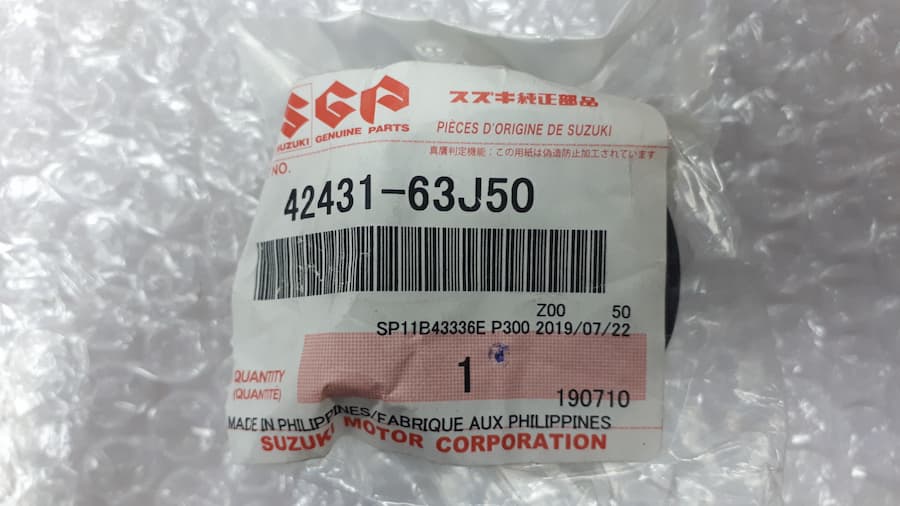 SGP
スズキ純正部品
SUZUKI GENUINE PARTS
PIÈCES D'ORIGINE DE SUZUKI
真贋判定機能：この用紙は偽造防止加工されています
NO.
42431-63J50
Z00 50
SP11B43336E P300 2019/07/22
QUANTITY
(QUANTITÉ)
1
190710
MADE IN PHILIPPINES/FABRIQUE AUX PHILIPPINES
SUZUKI MOTOR CORPORATION